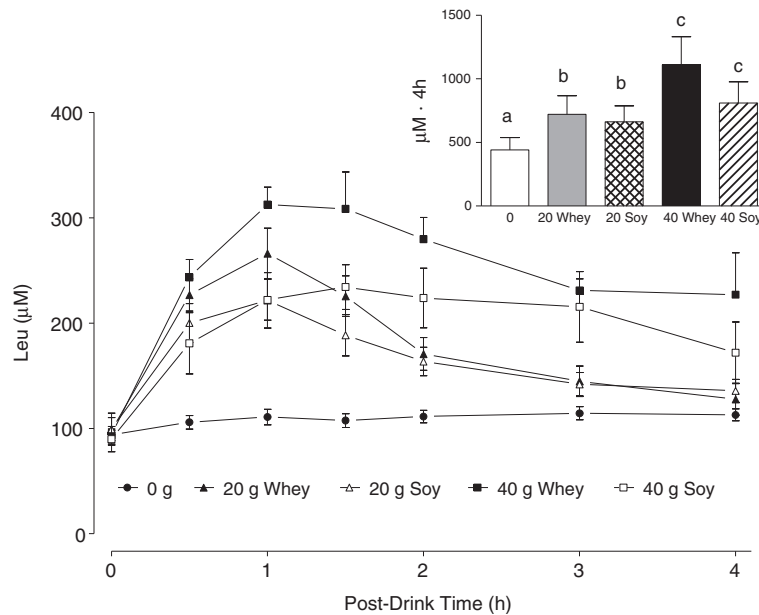 1500
c
1000
b
b
c
a
500
0
μM · 4h
0 20 Whey 20 Soy 40 Whey 40 Soy
400
300
200
100
0
Leu (μM)
0 g 20 g Whey 20 g Soy 40 g Whey 40 g Soy
0 1 2 3 4
Post-Drink Time (h)